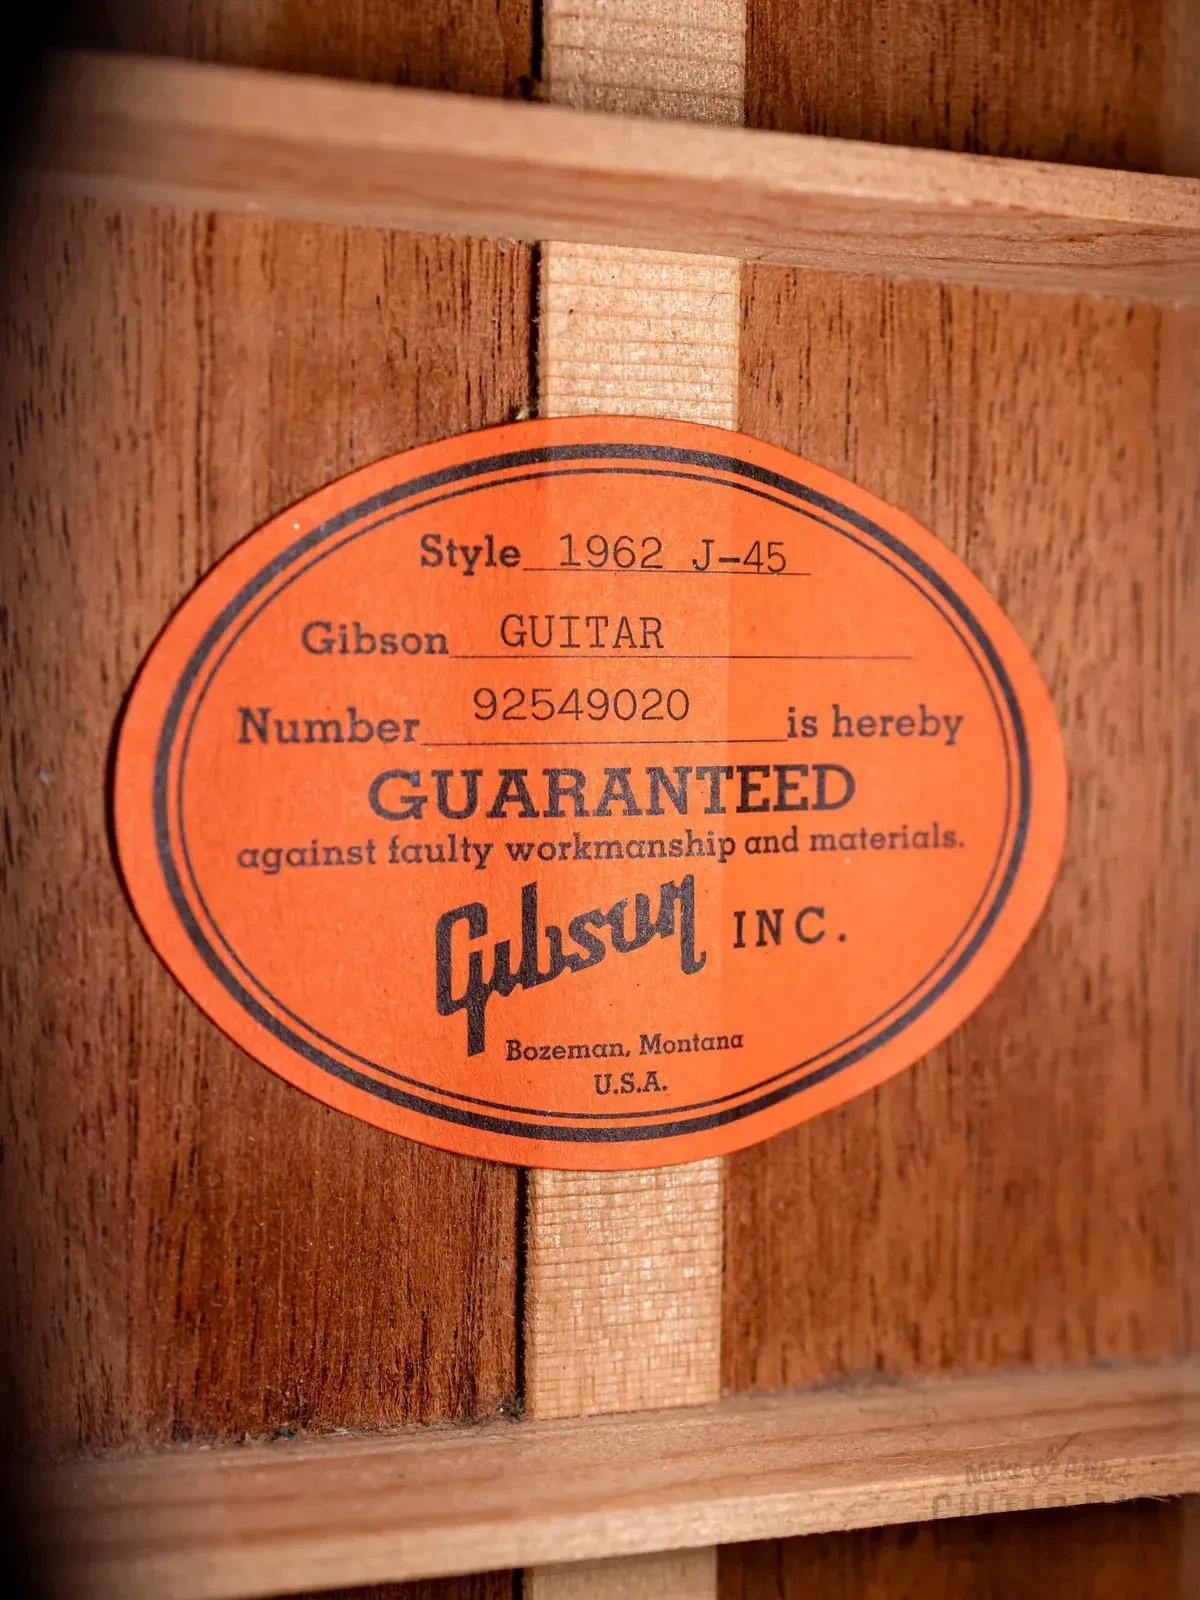 Style 1962 J-45
Gibson GUITAR
Number 92549020 is hereby
GUARANTEED
against faulty workmanship and materials.
Gibson INC.
Bozeman, Montana
U.S.A.